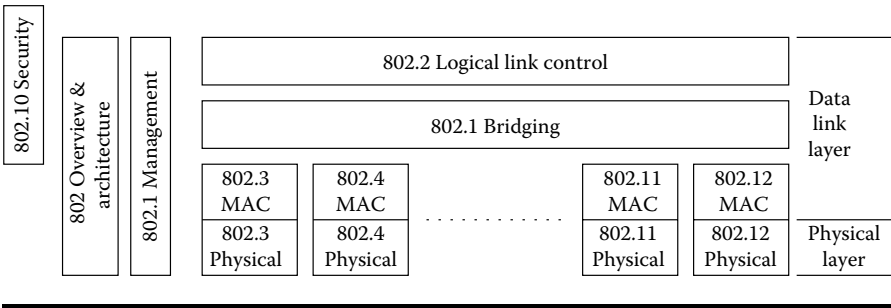 802.10 Security
802 Overview &
architecture
802.1 Management
802.2 Logical link control
802.1 Bridging
802.3
MAC
802.3
Physical
802.4
MAC
802.4
Physical
802.11
MAC
802.11
Physical
802.12
MAC
802.12
Physical
Data
link
layer
Physical
layer